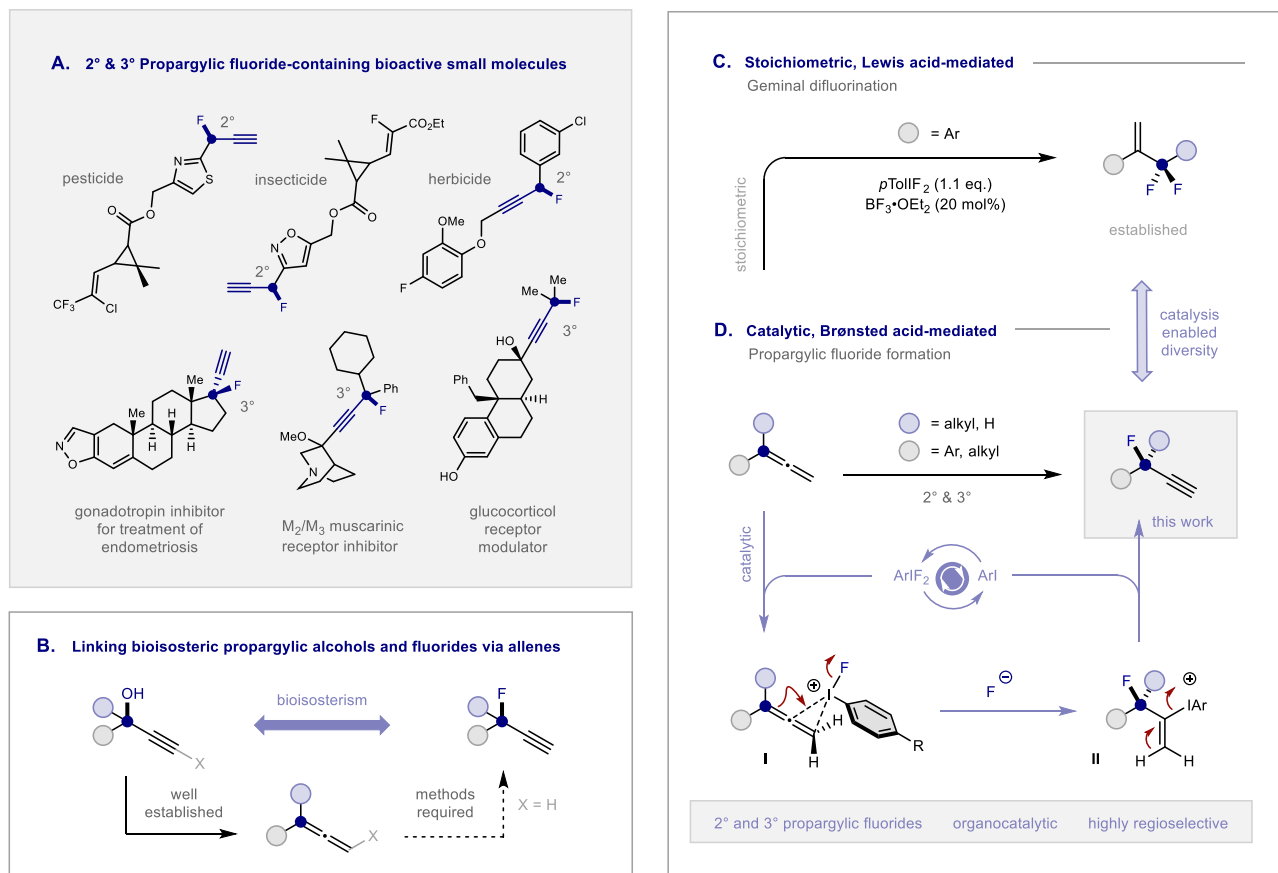 A. 2° & 3° Propargylic fluoride-containing bioactive small molecules
F
2°
N
S
pesticide
O
O
CF3
Cl
F
CO2Et
insecticide
O
O
N
O
2°
F
Cl
herbicide
2°
F
OMe
O
F
Me
F
3°
Me
H
H
H
N
O
gonadotropin inhibitor
for treatment of
endometriosis
3°
Ph
F
MeO
N
M2/M3 muscarinic
receptor inhibitor
Me
Me
F
3°
HO
Ph
H
HO
glucocorticol
receptor
modulator
B. Linking bioisosteric propargylic alcohols and fluorides via allenes
OH
X
bioisosterism
F
well
established
X
methods
required
X = H
C. Stoichiometric, Lewis acid-mediated
Geminal difluorination
stoichiometric
= Ar
pTolIF2 (1.1 eq.)
BF3•OEt2 (20 mol%)
F
F
established
catalysis
enabled
diversity
D. Catalytic, Brønsted acid-mediated
Propargylic fluoride formation
= alkyl, H
= Ar, alkyl
2° & 3°
F
this work
catalytic
ArIF2
ArI
F
I
H
H
R
I
F⊖
F
⊕
IAr
H
H
II
2° and 3° propargylic fluorides organocatalytic highly regioselective